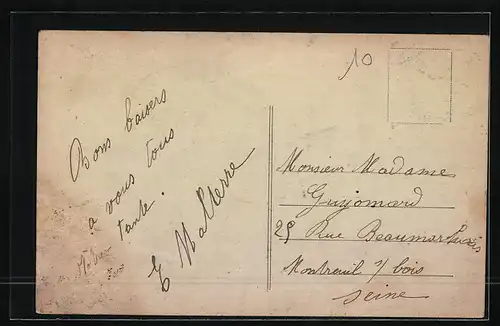 10
Bons baisers
a vous tous
tante.
E Mallerre
Monsieur Madame
Guyomard
29 Rue Beaumarchais
Montreuil s/ bois
Seine